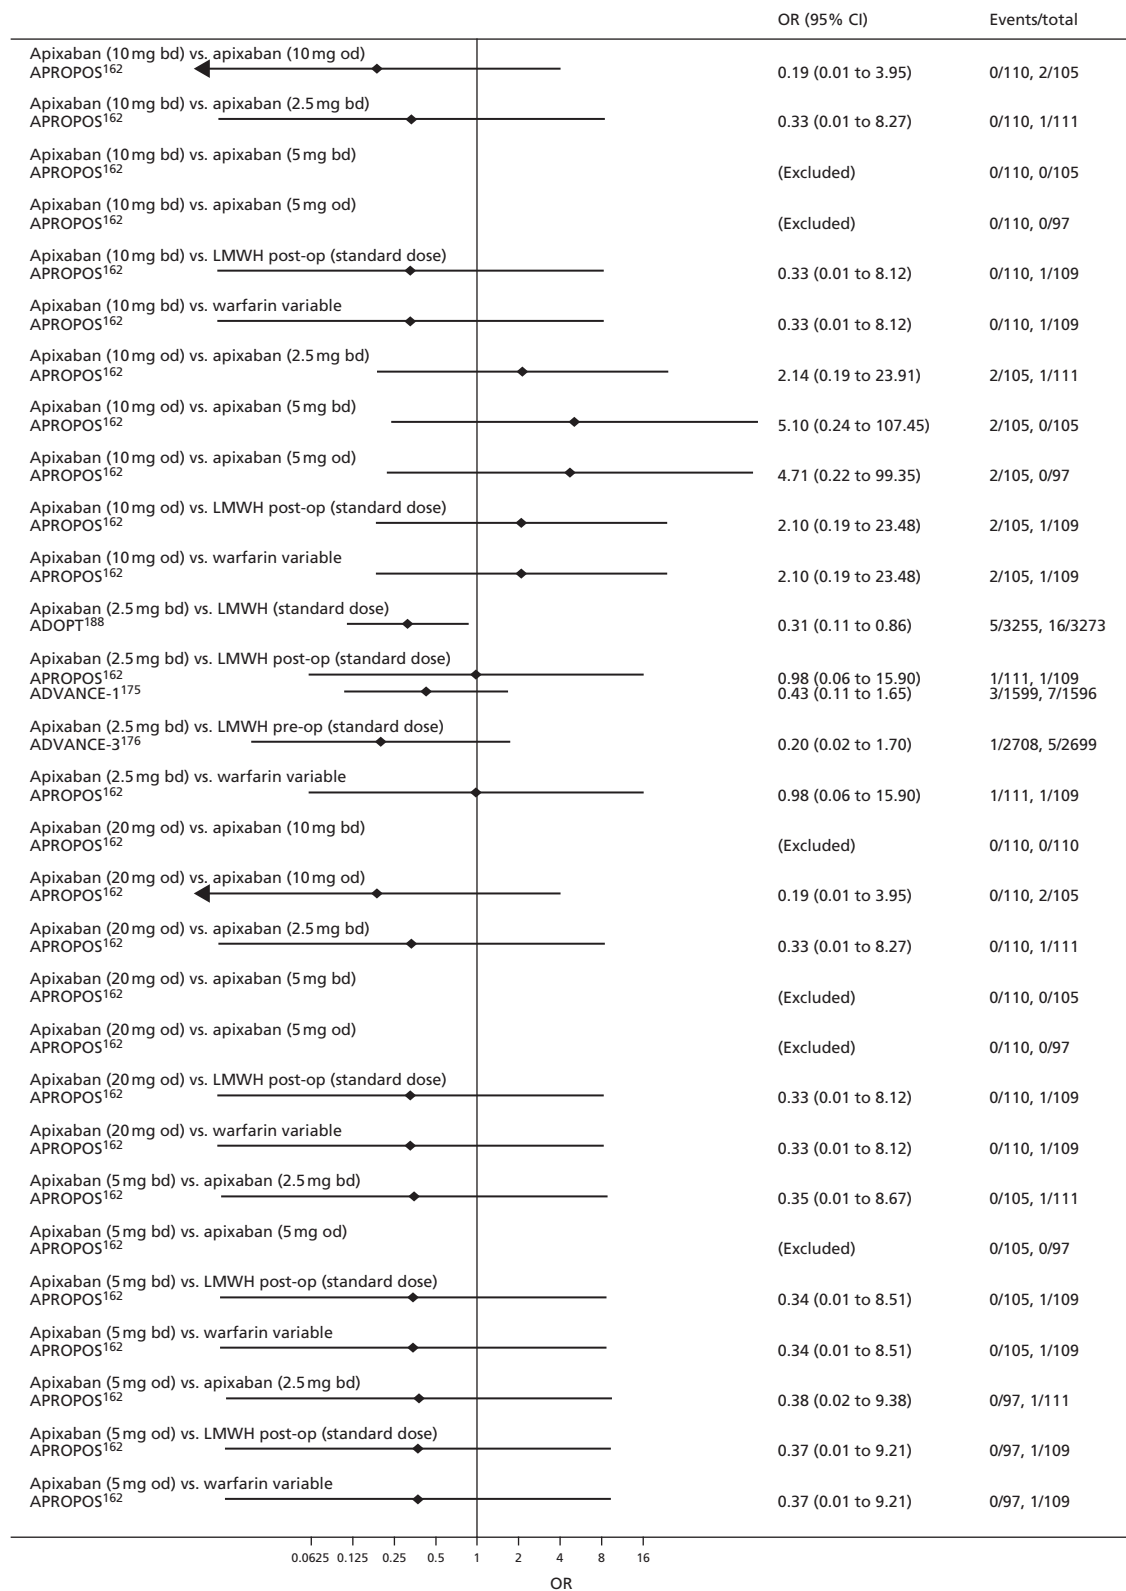 OR (95% CI) Events/total
Apixaban (10 mg bd) vs. apixaban (10 mg od)
APROPOS162 0.19 (0.01 to 3.95) 0/110, 2/105
Apixaban (10 mg bd) vs. apixaban (2.5 mg bd)
APROPOS162 0.33 (0.01 to 8.27) 0/110, 1/111
Apixaban (10 mg bd) vs. apixaban (5 mg bd)
APROPOS162 (Excluded) 0/110, 0/105
Apixaban (10 mg bd) vs. apixaban (5 mg od)
APROPOS162 (Excluded) 0/110, 0/97
Apixaban (10 mg bd) vs. LMWH post-op (standard dose)
APROPOS162 0.33 (0.01 to 8.12) 0/110, 1/109
Apixaban (10 mg bd) vs. warfarin variable
APROPOS162 0.33 (0.01 to 8.12) 0/110, 1/109
Apixaban (10 mg od) vs. apixaban (2.5 mg bd)
APROPOS162 2.14 (0.19 to 23.91) 2/105, 1/111
Apixaban (10 mg od) vs. apixaban (5 mg bd)
APROPOS162 5.10 (0.24 to 107.45) 2/105, 0/105
Apixaban (10 mg od) vs. apixaban (5 mg od)
APROPOS162 4.71 (0.22 to 99.35) 2/105, 0/97
Apixaban (10 mg od) vs. LMWH post-op (standard dose)
APROPOS162 2.10 (0.19 to 23.48) 2/105, 1/109
Apixaban (10 mg od) vs. warfarin variable
APROPOS162 2.10 (0.19 to 23.48) 2/105, 1/109
Apixaban (2.5 mg bd) vs. LMWH (standard dose)
ADOPT188 0.31 (0.11 to 0.86) 5/3255, 16/3273
Apixaban (2.5 mg bd) vs. LMWH post-op (standard dose)
APROPOS162 0.98 (0.06 to 15.90) 1/111, 1/109
ADVANCE-1175 0.43 (0.11 to 1.65) 3/1599, 7/1596
Apixaban (2.5 mg bd) vs. LMWH pre-op (standard dose)
ADVANCE-3176 0.20 (0.02 to 1.70) 1/2708, 5/2699
Apixaban (2.5 mg bd) vs. warfarin variable
APROPOS162 0.98 (0.06 to 15.90) 1/111, 1/109
Apixaban (20 mg od) vs. apixaban (10 mg bd)
APROPOS162 (Excluded) 0/110, 0/110
Apixaban (20 mg od) vs. apixaban (10 mg od)
APROPOS162 0.19 (0.01 to 3.95) 0/110, 2/105
Apixaban (20 mg od) vs. apixaban (2.5 mg bd)
APROPOS162 0.33 (0.01 to 8.27) 0/110, 1/111
Apixaban (20 mg od) vs. apixaban (5 mg bd)
APROPOS162 (Excluded) 0/110, 0/105
Apixaban (20 mg od) vs. apixaban (5 mg od)
APROPOS162 (Excluded) 0/110, 0/97
Apixaban (20 mg od) vs. LMWH post-op (standard dose)
APROPOS162 0.33 (0.01 to 8.12) 0/110, 1/109
Apixaban (20 mg od) vs. warfarin variable
APROPOS162 0.33 (0.01 to 8.12) 0/110, 1/109
Apixaban (5 mg bd) vs. apixaban (2.5 mg bd)
APROPOS162 0.35 (0.01 to 8.67) 0/105, 1/111
Apixaban (5 mg bd) vs. apixaban (5 mg od)
APROPOS162 (Excluded) 0/105, 0/97
Apixaban (5 mg bd) vs. LMWH post-op (standard dose)
APROPOS162 0.34 (0.01 to 8.51) 0/105, 1/109
Apixaban (5 mg bd) vs. warfarin variable
APROPOS162 0.34 (0.01 to 8.51) 0/105, 1/109
Apixaban (5 mg od) vs. apixaban (2.5 mg bd)
APROPOS162 0.38 (0.02 to 9.38) 0/97, 1/111
Apixaban (5 mg od) vs. LMWH post-op (standard dose)
APROPOS162 0.37 (0.01 to 9.21) 0/97, 1/109
Apixaban (5 mg od) vs. warfarin variable
APROPOS162 0.37 (0.01 to 9.21) 0/97, 1/109
0.0625 0.125 0.25 0.5 1 2 4 8 16
OR